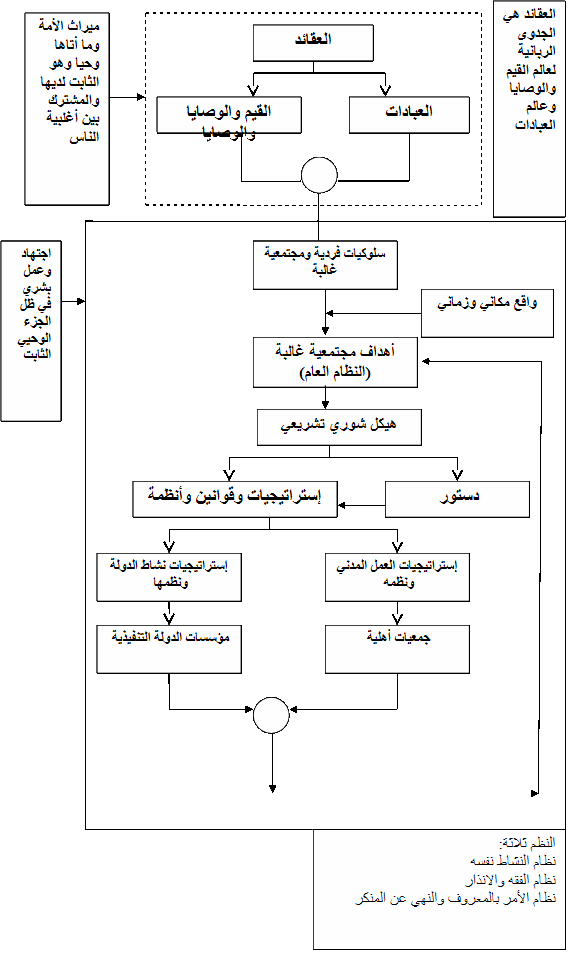 العقائد هي
الجدوى
الربانية
لعالم القيم
والوصايا
وعالم
العبادات
ميراث الأمة
وما أتاها
وحيا وهو
الثابت لديها
والمشترك
بين أغلبية
الناس
العقائد
العبادات
القيم والوصايا
والوصايا
سلوكيات فردية ومجتمعية
غالبة
اجتهاد
وعمل
بشري
في ظل
الجزء
الوحيي
الثابت
واقع مكاني وزماني
أهداف مجتمعية غالبة
(النظام العام)
هيكل شوري تشريعي
دستور
إستراتيجيات وقوانين وأنظمة
إستراتيجيات العمل المدني
ونظمه
إستراتيجيات نشاط الدولة
ونظمها
جمعيات أهلية
مؤسسات الدولة التنفيذية
النظم ثلاثة:
نظام النشاط نفسه
نظام الفقه والانذار
نظام الأمر بالمعروف والنهي عن المنكر